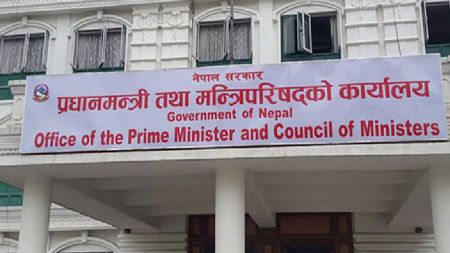 नेपाल सरकार
प्रधानमन्त्री तथा मन्त्रिपरिषद्को कार्यालय
Government of Nepal
Office of the Prime Minister and Council of Ministers